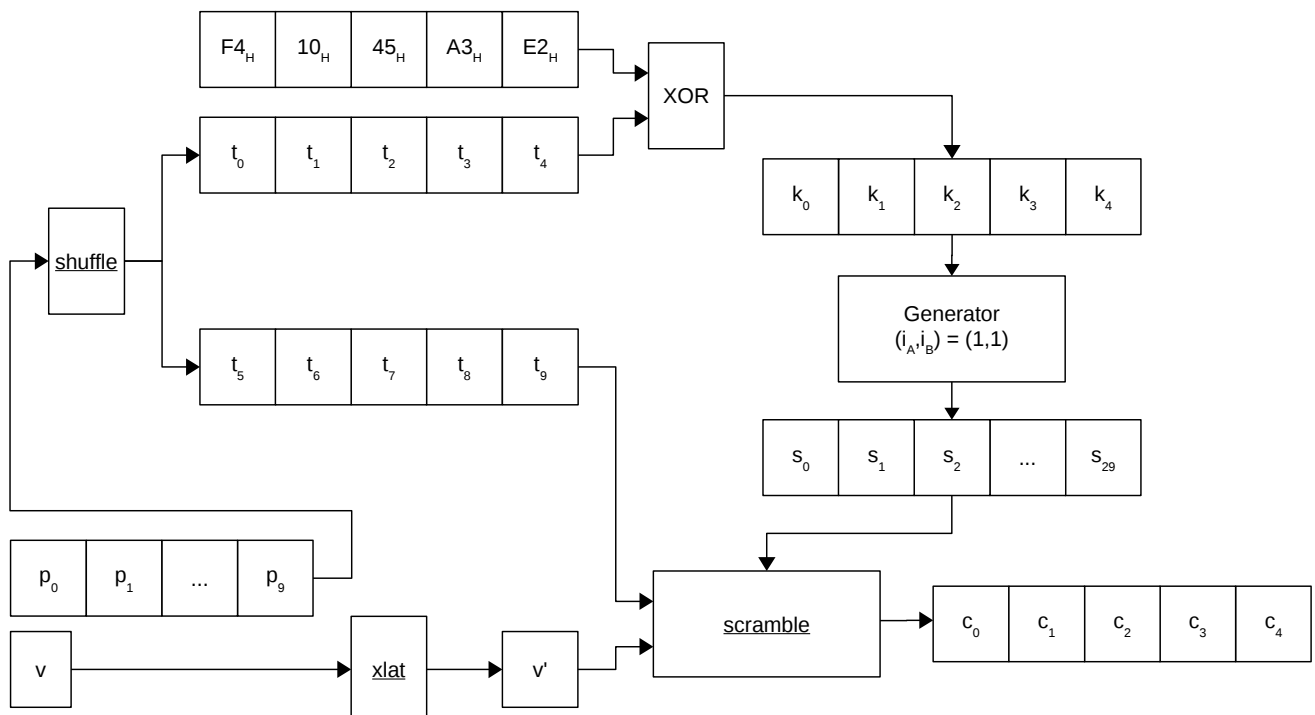 F4H 10H 45H A3H E2H
XOR
t0 t1 t2 t3 t4
k0 k1 k2 k3 k4
shuffle
Generator
(iA,iB) = (1,1)
t5 t6 t7 t8 t9
s0 s1 s2 ... s29
p0 p1 ... p9
scramble
c0 c1 c2 c3 c4
v
xlat
v'